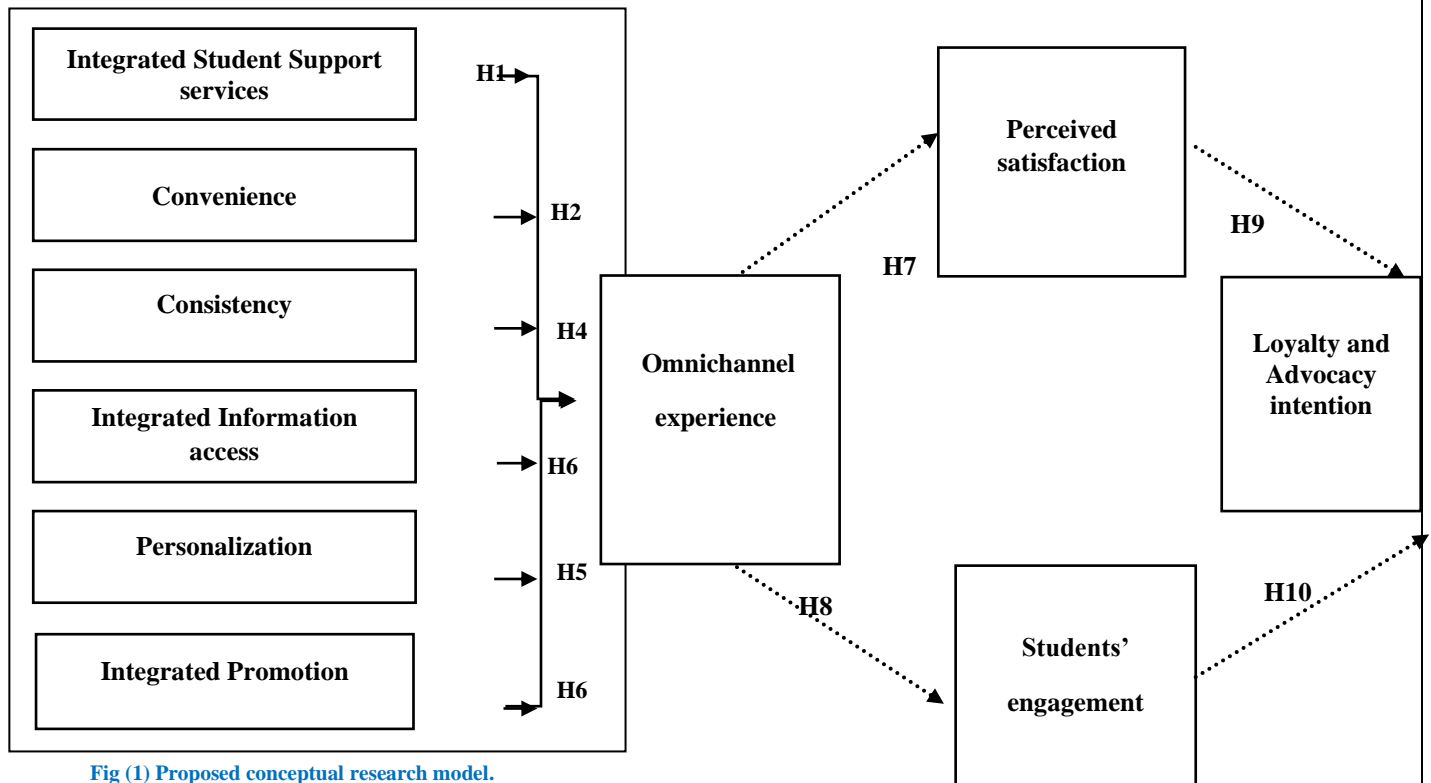 Integrated Student Support
services
H1
Convenience
H2
Consistency
H4
Integrated Information
access
H6
Personalization
H5
Integrated Promotion
H6
Omnichannel
experience
H7
H8
Perceived
satisfaction
Students’
engagement
H9
H10
Loyalty and
Advocacy
intention
Fig (1) Proposed conceptual research model.